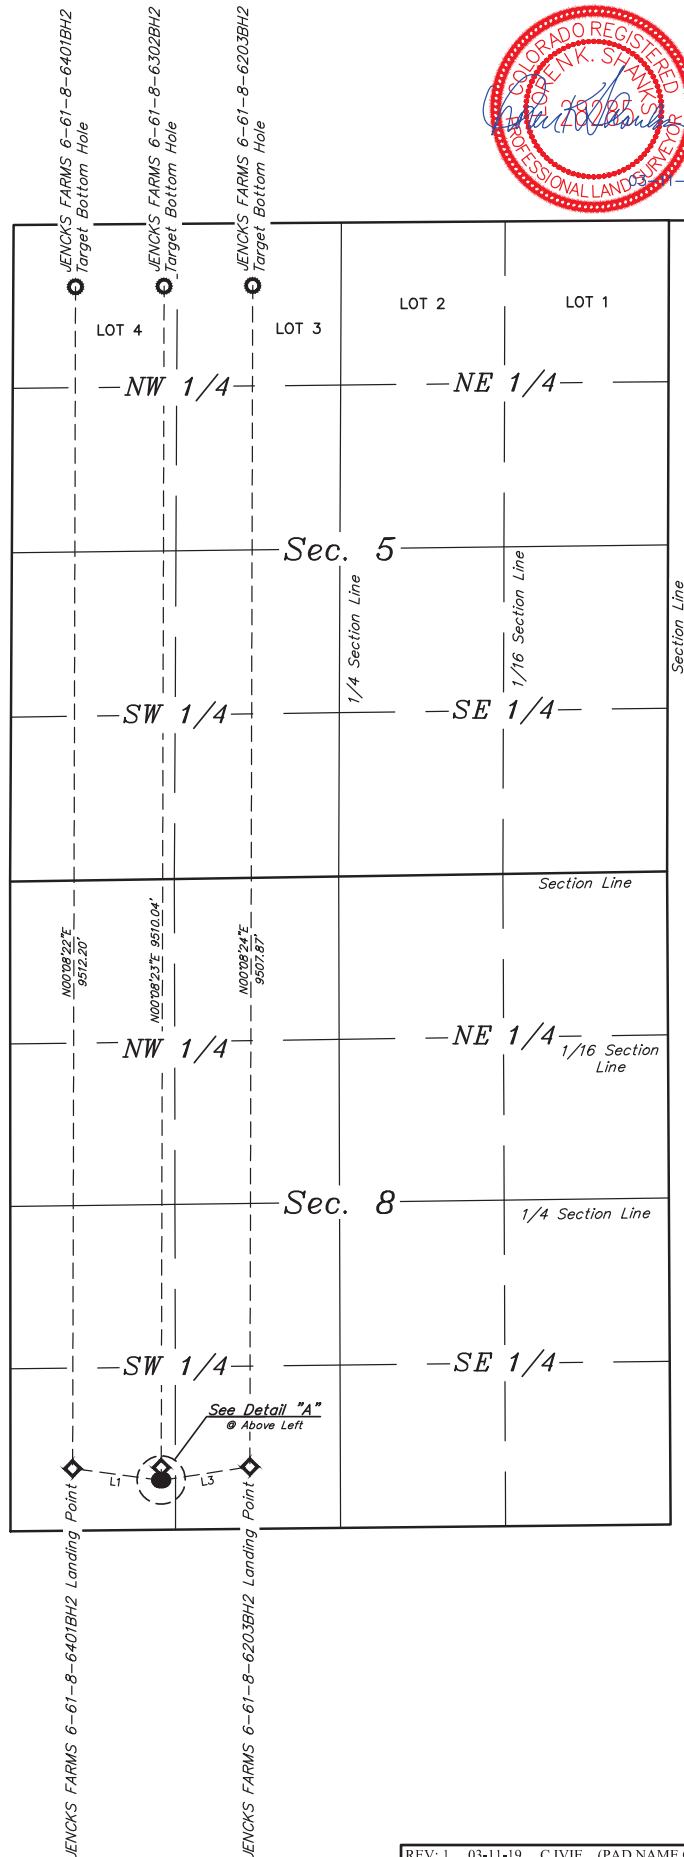 JENCKS FARMS 6-61-8-6401BH2
Target Bottom Hole
JENCKS FARMS 6-61-8-6302BH2
Target Bottom Hole
JENCKS FARMS 6-61-8-6203BH2
Target Bottom Hole
COLORADO REGISTERED
LOREN K. SHANKS
28285
PROFESSIONAL LAND SURVEYOR
LOT 4
LOT 3
LOT 2
LOT 1
NW 1/4
NE 1/4
Sec. 5
1/4 Section Line
1/16 Section Line
Section Line
SW 1/4
SE 1/4
Section Line
N00°08'22"E
9512.20'
N00°08'23"E 9510.04'
N00°08'24"E
9507.87'
NW 1/4
NE 1/4
1/16 Section
Line
Sec. 8
1/4 Section Line
SW 1/4
SE 1/4
See Detail "A"
@ Above Left
L1
L3
JENCKS FARMS 6-61-8-6401BH2 Landing Point
JENCKS FARMS 6-61-8-6203BH2 Landing Point
REV: 1 03-11-19 C.IVIE (PAD NAME